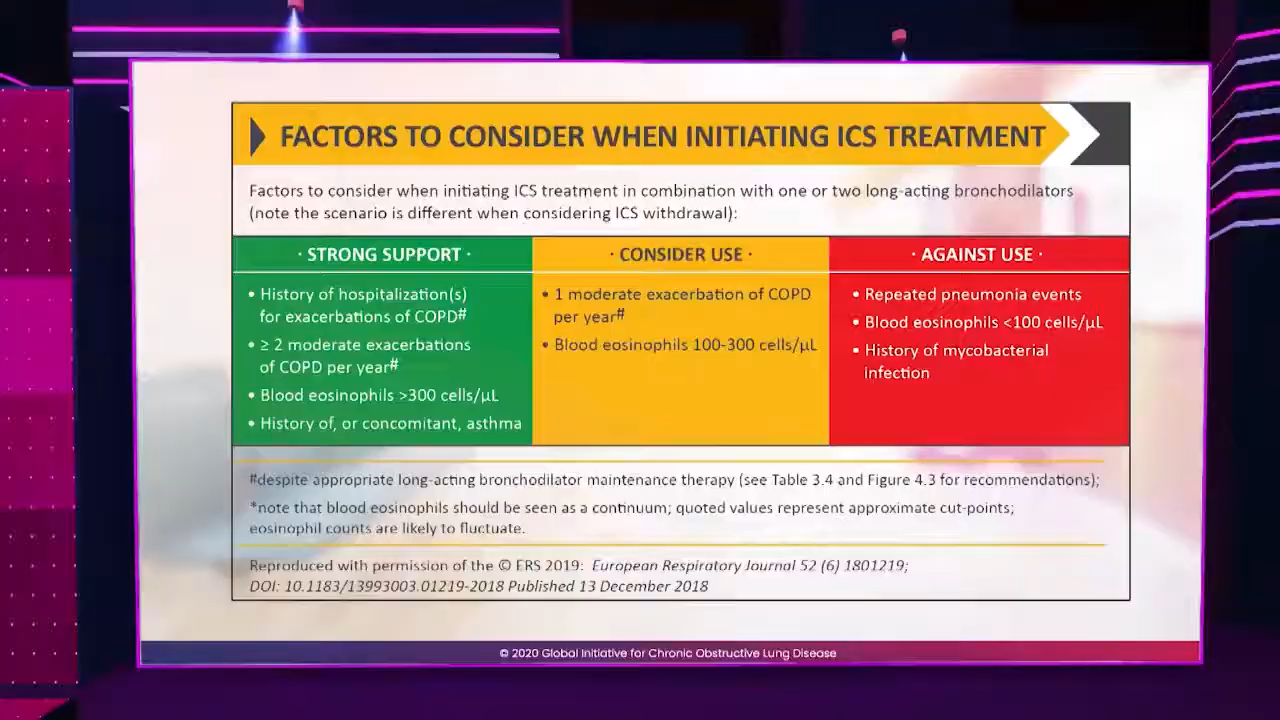 FACTORS TO CONSIDER WHEN INITIATING ICS TREATMENT
Factors to consider when initiating ICS treatment in combination with one or two long-acting bronchodilators
(note the scenario is different when considering ICS withdrawal):
· STRONG SUPPORT ·
• History of hospitalization(s)
for exacerbations of COPD#
• ≥ 2 moderate exacerbations
of COPD per year#
• Blood eosinophils >300 cells/µL
• History of, or concomitant, asthma
· CONSIDER USE ·
• 1 moderate exacerbation of COPD
per year#
• Blood eosinophils 100-300 cells/µL
· AGAINST USE ·
• Repeated pneumonia events
• Blood eosinophils <100 cells/µL
• History of mycobacterial
infection
#despite appropriate long-acting bronchodilator maintenance therapy (see Table 3.4 and Figure 4.3 for recommendations);
*note that blood eosinophils should be seen as a continuum; quoted values represent approximate cut-points;
eosinophil counts are likely to fluctuate.
Reproduced with permission of the © ERS 2019: European Respiratory Journal 52 (6) 1801219;
DOI: 10.1183/13993003.01219-2018 Published 13 December 2018
© 2020 Global Initiative for Chronic Obstructive Lung Disease